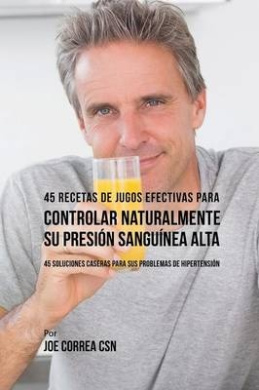 45 RECETAS DE JUGOS EFECTIVAS PARA
CONTROLAR NATURALMENTE
SU PRESIÓN SANGUÍNEA ALTA
45 SOLUCIONES CASERAS PARA SUS PROBLEMAS DE HIPERTENSIÓN
Por
JOE CORREA CSN